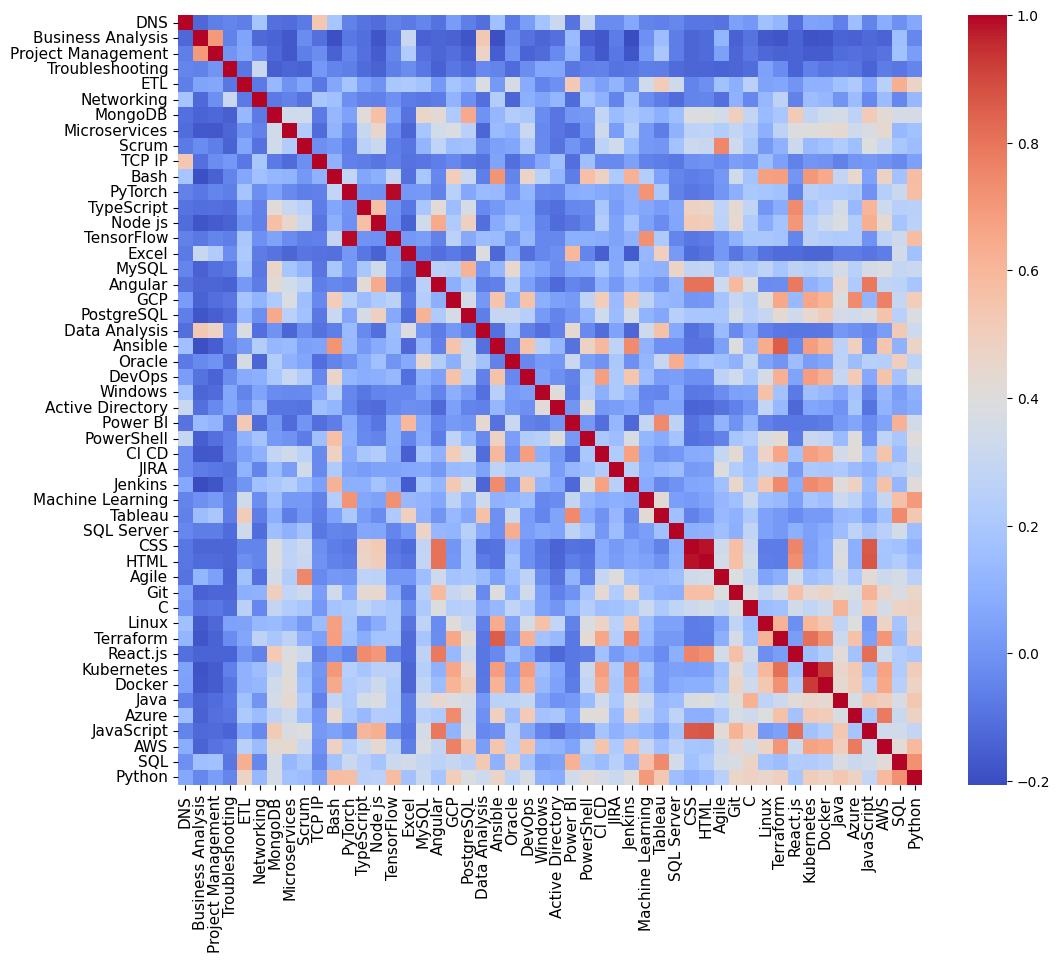 DNS
Business Analysis
Project Management
Troubleshooting
ETL
Networking
MongoDB
Microservices
Scrum
TCP IP
Bash
PyTorch
TypeScript
Node js
TensorFlow
Excel
MySQL
Angular
GCP
PostgreSQL
Data Analysis
Ansible
Oracle
DevOps
Windows
Active Directory
Power BI
PowerShell
CI CD
JIRA
Jenkins
Machine Learning
Tableau
SQL Server
CSS
HTML
Agile
Git
C
Linux
Terraform
React.js
Kubernetes
Docker
Java
Azure
JavaScript
AWS
SQL
Python
DNS
Business Analysis
Project Management
Troubleshooting
ETL
Networking
MongoDB
Microservices
Scrum
TCP IP
Bash
PyTorch
TypeScript
Node js
TensorFlow
Excel
MySQL
Angular
GCP
PostgreSQL
Data Analysis
Ansible
Oracle
DevOps
Windows
Active Directory
Power BI
PowerShell
CI CD
JIRA
Jenkins
Machine Learning
Tableau
SQL Server
CSS
HTML
Agile
Git
C
Linux
Terraform
React.js
Kubernetes
Docker
Java
Azure
JavaScript
AWS
SQL
Python
1.0
0.8
0.6
0.4
0.2
0.0
−0.2